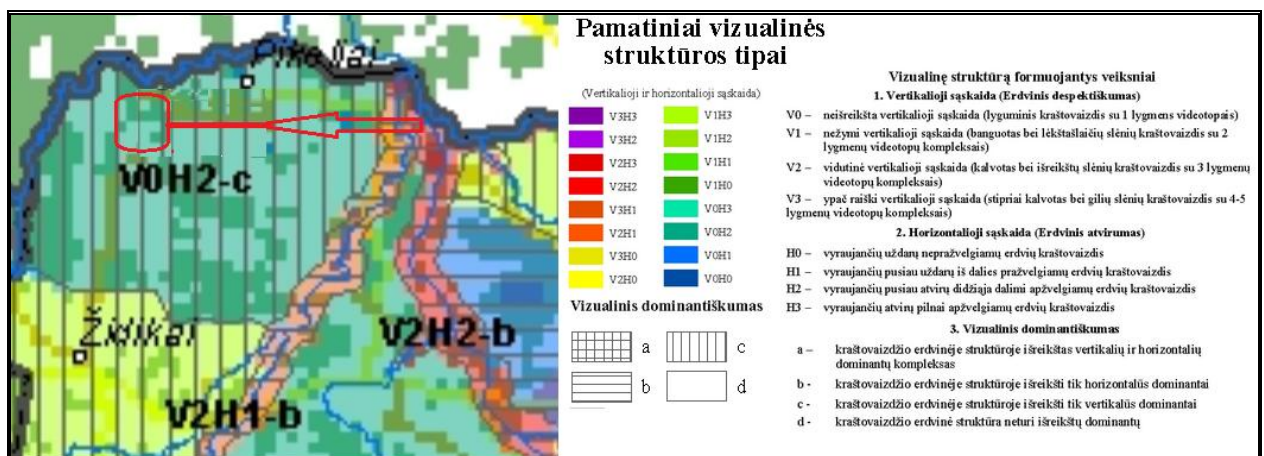 Pikeliai
V0H2-c
Židikai
V2H2-b
V2H1-b
Pamatiniai vizualinės
struktūros tipai
(Vertikalioji ir horizontalioji sąskaida)
V3H3 V1H3
V3H2 V1H2
V2H3 V1H1
V2H2 V1H0
V3H1 V0H3
V2H1 V0H2
V3H0 V0H1
V2H0 V0H0
Vizualinis dominantiškumas
a c
b d
Vizualinę struktūrą formuojantys veiksniai
1. Vertikalioji sąskaida (Erdvinis despektiškumas)
V0 – neišreikšta vertikalioji sąskaida (lyguminis kraštovaizdis su 1 lygmens videotopais)
V1 – nežymi vertikalioji sąskaida (banguotas bei lėkštašlaičių slėnių kraštovaizdis su 2
lygmenų videotopų kompleksais)
V2 – vidutinė vertikalioji sąskaida (kalvotas bei išreikštų slėnių kraštovaizdis su 3 lygmenų
videotopų kompleksais)
V3 – ypač raiški vertikalioji sąskaida (stipriai kalvotas bei gilių slėnių kraštovaizdis su 4-5
lygmenų videotopų kompleksais)
2. Horizontalioji sąskaida (Erdvinis atvirumas)
H0 – vyraujančių uždarų nepražvelgiamų erdvių kraštovaizdis
H1 – vyraujančių pusiau uždarų iš dalies pražvelgiamų erdvių kraštovaizdis
H2 – vyraujančių pusiau atvirų didžiąja dalimi apžvelgiamų erdvių kraštovaizdis
H3 – vyraujančių atvirų pilnai apžvelgiamų erdvių kraštovaizdis
3. Vizualinis dominantiškumas
a – kraštovaizdžio erdvinėje struktūroje išreikštas vertikalių ir horizontalių
dominantų kompleksas
b - kraštovaizdžio erdvinėje struktūroje išreikšti tik horizontalūs dominantai
c - kraštovaizdžio erdvinėje struktūroje išreikšti tik vertikalūs dominantai
d - kraštovaizdžio erdvinė struktūra neturi išreikštų dominantų